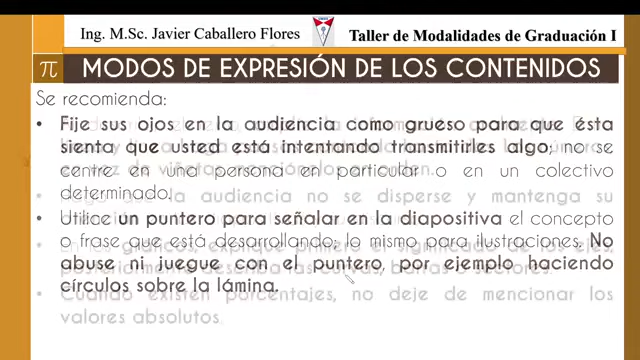 Ing. M.Sc. Javier Caballero Flores
Taller de Modalidades de Graduación I
π MODOS DE EXPRESIÓN DE LOS CONTENIDOS
Se recomienda:
• Fije sus ojos en la audiencia como grueso para que ésta
sienta que usted está intentando transmitirles algo; no se
centre en una persona en particular o en un colectivo
determinado.
que la audiencia no se disperse y mantenga su
• Utilice un puntero para señalar en la diapositiva el concepto
o frase que está desarrollando; lo mismo para ilustraciones. No
abuse ni juegue con el puntero, por ejemplo haciendo
círculos sobre la lámina.
• Cuando existen porcentajes, no deje de mencionar los
valores absolutos.